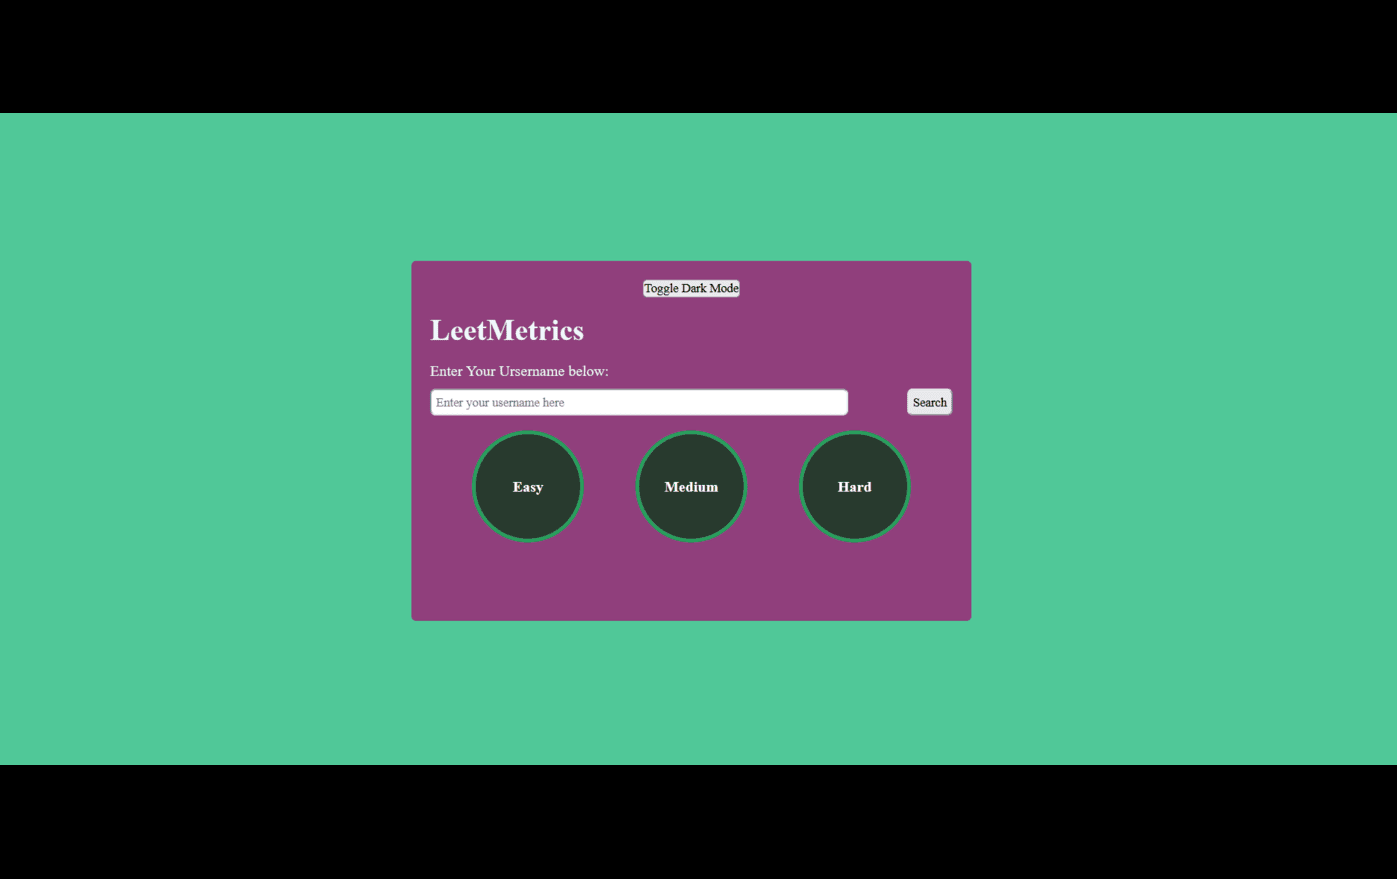 Toggle Dark Mode
LeetMetrics
Enter Your Ursername below:
Enter your username here Search
Easy Medium Hard